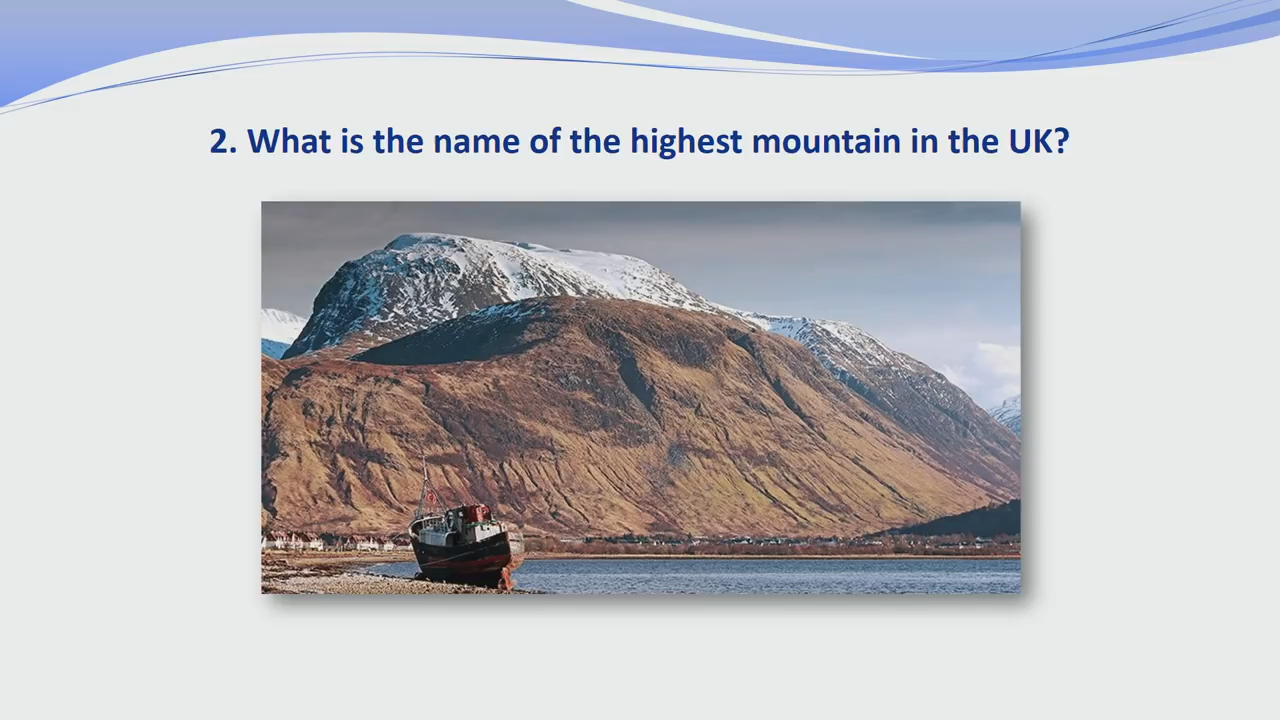 2. What is the name of the highest mountain in the UK?